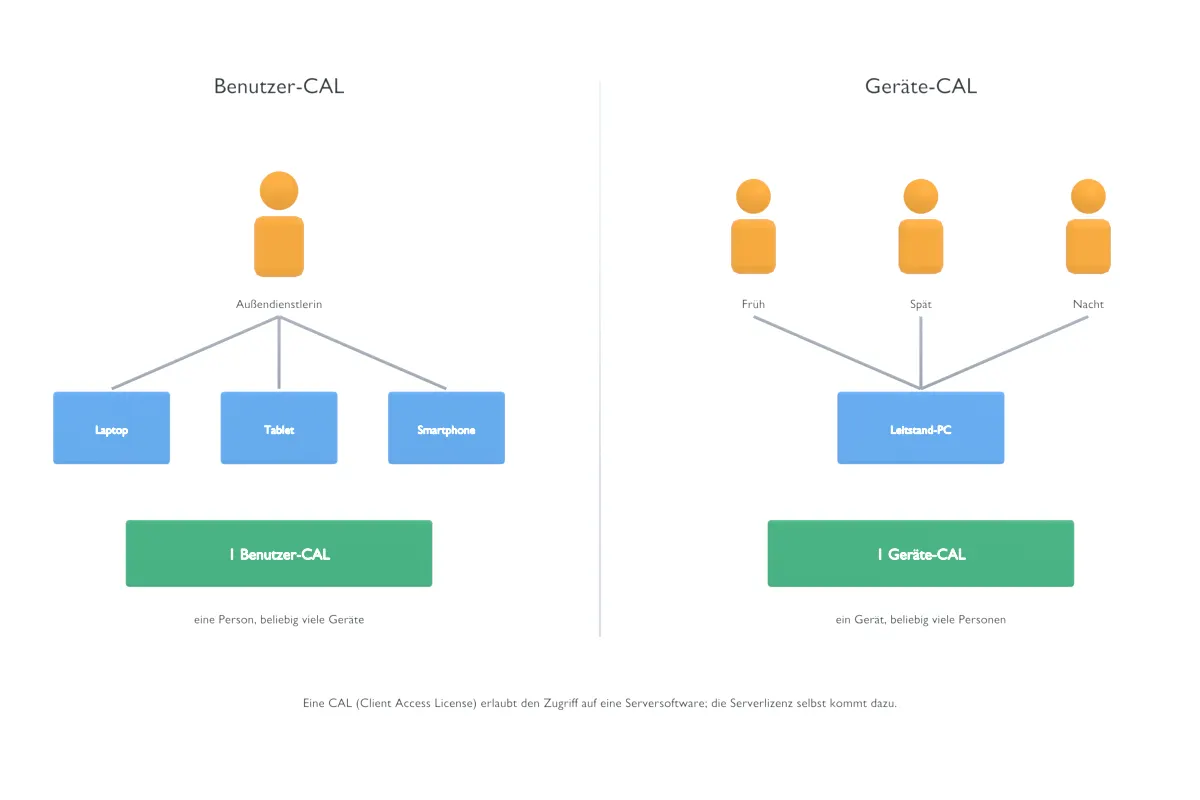 Benutzer-CAL
Außendienstlerin
Laptop
Tablet
Smartphone
1 Benutzer-CAL
eine Person, beliebig viele Geräte
Geräte-CAL
Früh
Spät
Nacht
Leitstand-PC
1 Geräte-CAL
ein Gerät, beliebig viele Personen
Eine CAL (Client Access License) erlaubt den Zugriff auf eine Serversoftware; die Serverlizenz selbst kommt dazu.